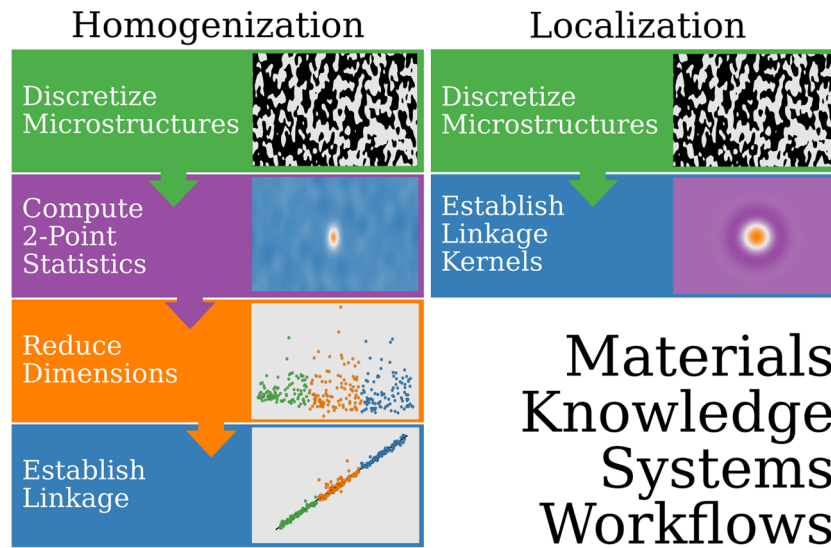 Homogenization
Discretize
Microstructures
Compute
2-Point
Statistics
Reduce
Dimensions
Establish
Linkage
Localization
Discretize
Microstructures
Establish
Linkage
Kernels
Materials
Knowledge
Systems
Workflows